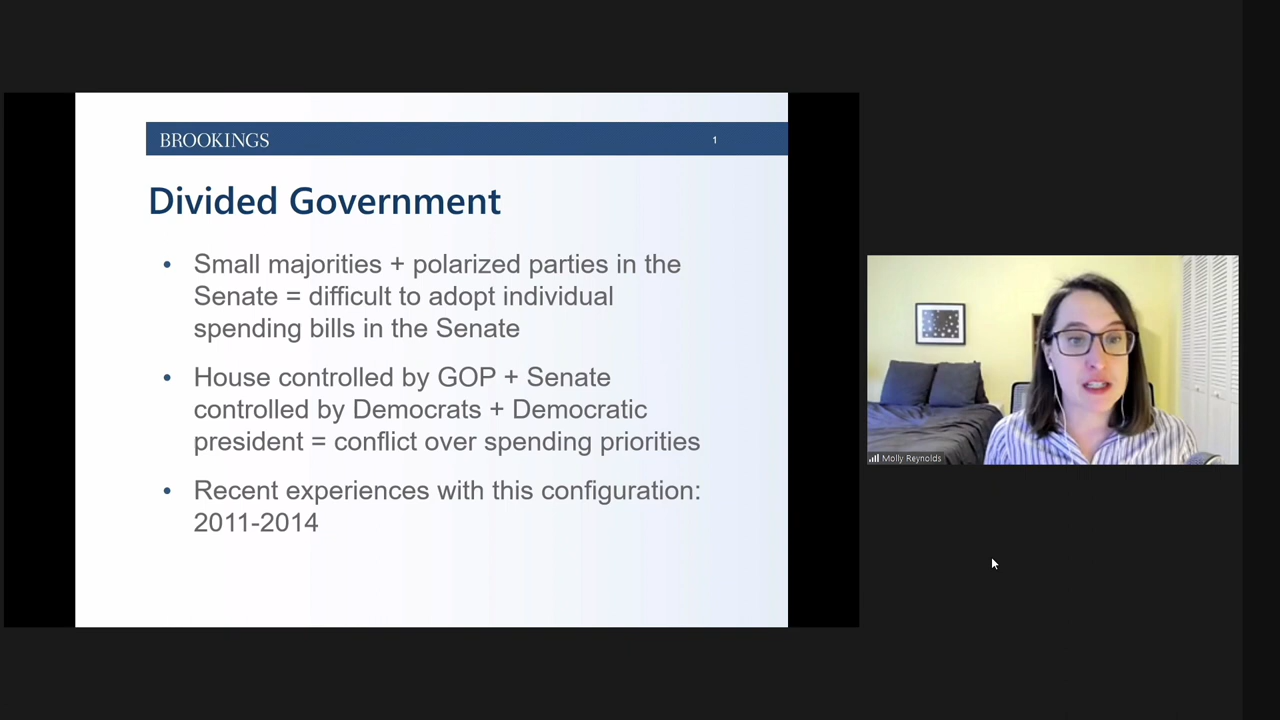 BROOKINGS
1
Divided Government
• Small majorities + polarized parties in the
Senate = difficult to adopt individual
spending bills in the Senate
• House controlled by GOP + Senate
controlled by Democrats + Democratic
president = conflict over spending priorities
• Recent experiences with this configuration:
2011-2014
Molly Reynolds